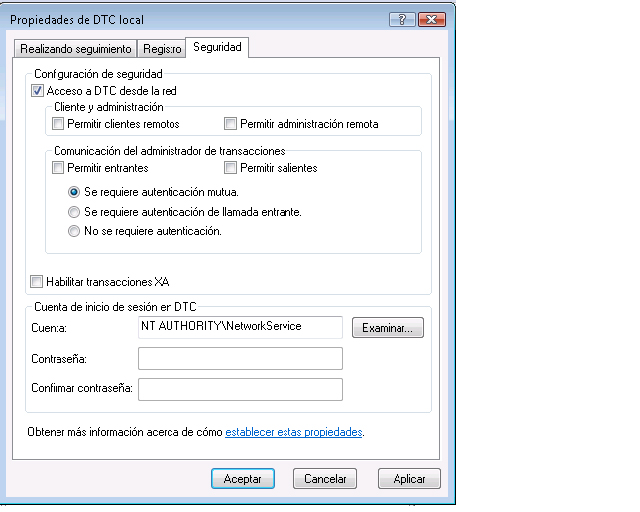 Propiedades de DTC local
Realizando seguimiento Registro Seguridad
Configuración de seguridad
Acceso a DTC desde la red
Cliente y administración
Permitir clientes remotos Permitir administración remota
Comunicación del administrador de transacciones
Permitir entrantes Permitir salientes
Se requiere autenticación mutua.
Se requiere autenticación de llamada entrante.
No se requiere autenticación.
Habilitar transacciones XA
Cuenta de inicio de sesión en DTC
Cuenta: NT AUTHORITY\NetworkService Examinar...
Contraseña:
Confirmar contraseña:
Obtener más información acerca de cómo establecer estas propiedades.
Aceptar Cancelar Aplicar